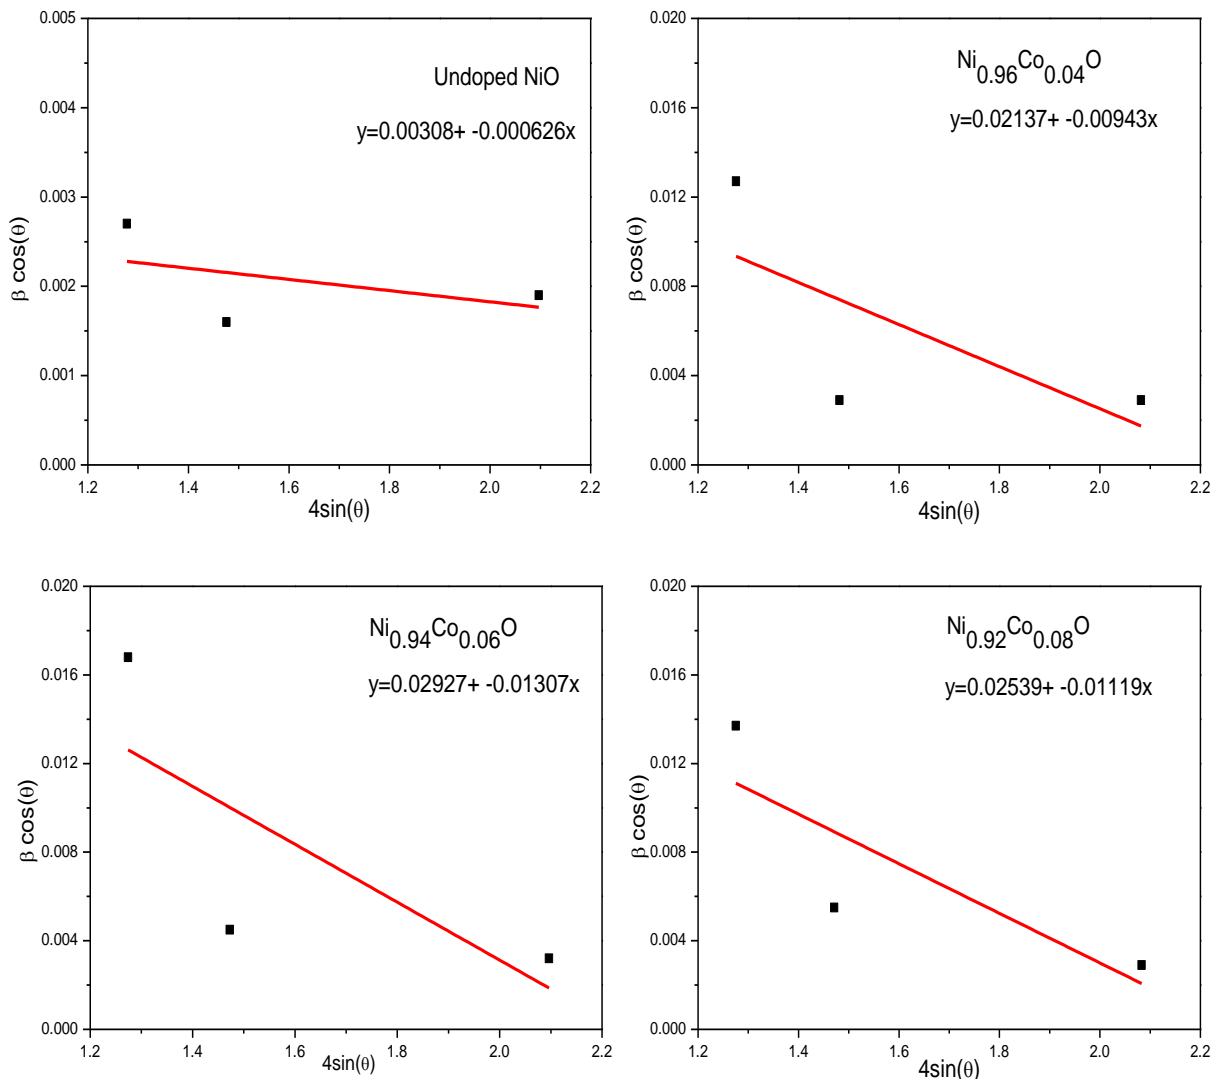 0.005
0.004
0.003
0.002
0.001
0.000
β cos(θ)
Undoped NiO
y=0.00308+ -0.000626x
1.2 1.4 1.6 1.8 2.0 2.2
4sin(θ)
0.020
0.016
0.012
0.008
0.004
0.000
β cos(θ)
Ni0.96Co0.04O
y=0.02137+ -0.00943x
1.2 1.4 1.6 1.8 2.0 2.2
4sin(θ)
0.020
0.016
0.012
0.008
0.004
0.000
β cos(θ)
Ni0.94Co0.06O
y=0.02927+ -0.01307x
1.2 1.4 1.6 1.8 2.0 2.2
4sin(θ)
0.020
0.016
0.012
0.008
0.004
0.000
β cos(θ)
Ni0.92Co0.08O
y=0.02539+ -0.01119x
1.2 1.4 1.6 1.8 2.0 2.2
4sin(θ)